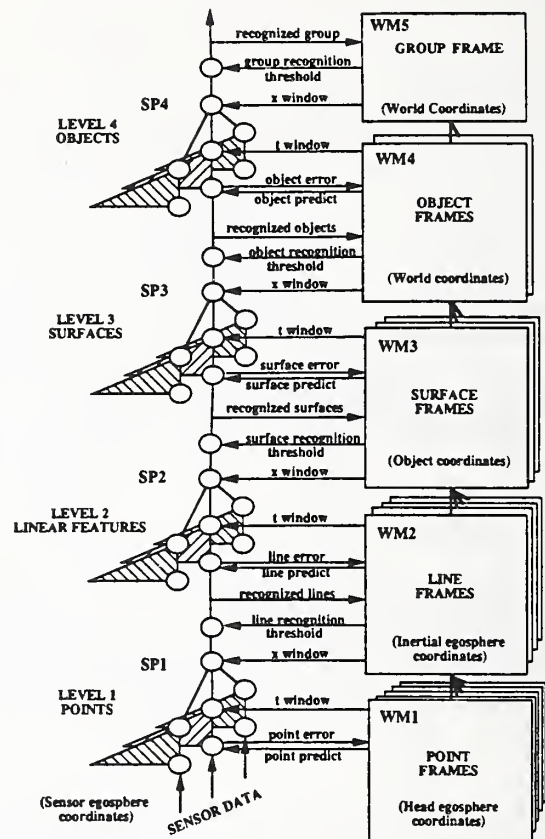 WM5
recognized group
GROUP FRAME
group recognition
threshold
SP4
x window
(World Coordinates)
LEVEL 4
OBJECTS
t window
WM4
object error
object predict
OBJECT
FRAMES
recognized objects
object recognition
threshold
(World coordinates)
SP3
x window
LEVEL 3
SURFACES
t window
WM3
surface error
surface predict
SURFACE
FRAMES
recognized surfaces
surface recognition
threshold
(Object coordinates)
SP2
x window
LEVEL 2
LINEAR FEATURES
t window
WM2
line error
line predict
LINE
FRAMES
recognized lines
line recognition
threshold
(Inertial egosphere
coordinates)
SP1
x window
LEVEL 1
POINTS
t window
WM1
point error
point predict
POINT
FRAMES
(Sensor egosphere
coordinates)
SENSOR DATA
(Head egosphere
coordinates)